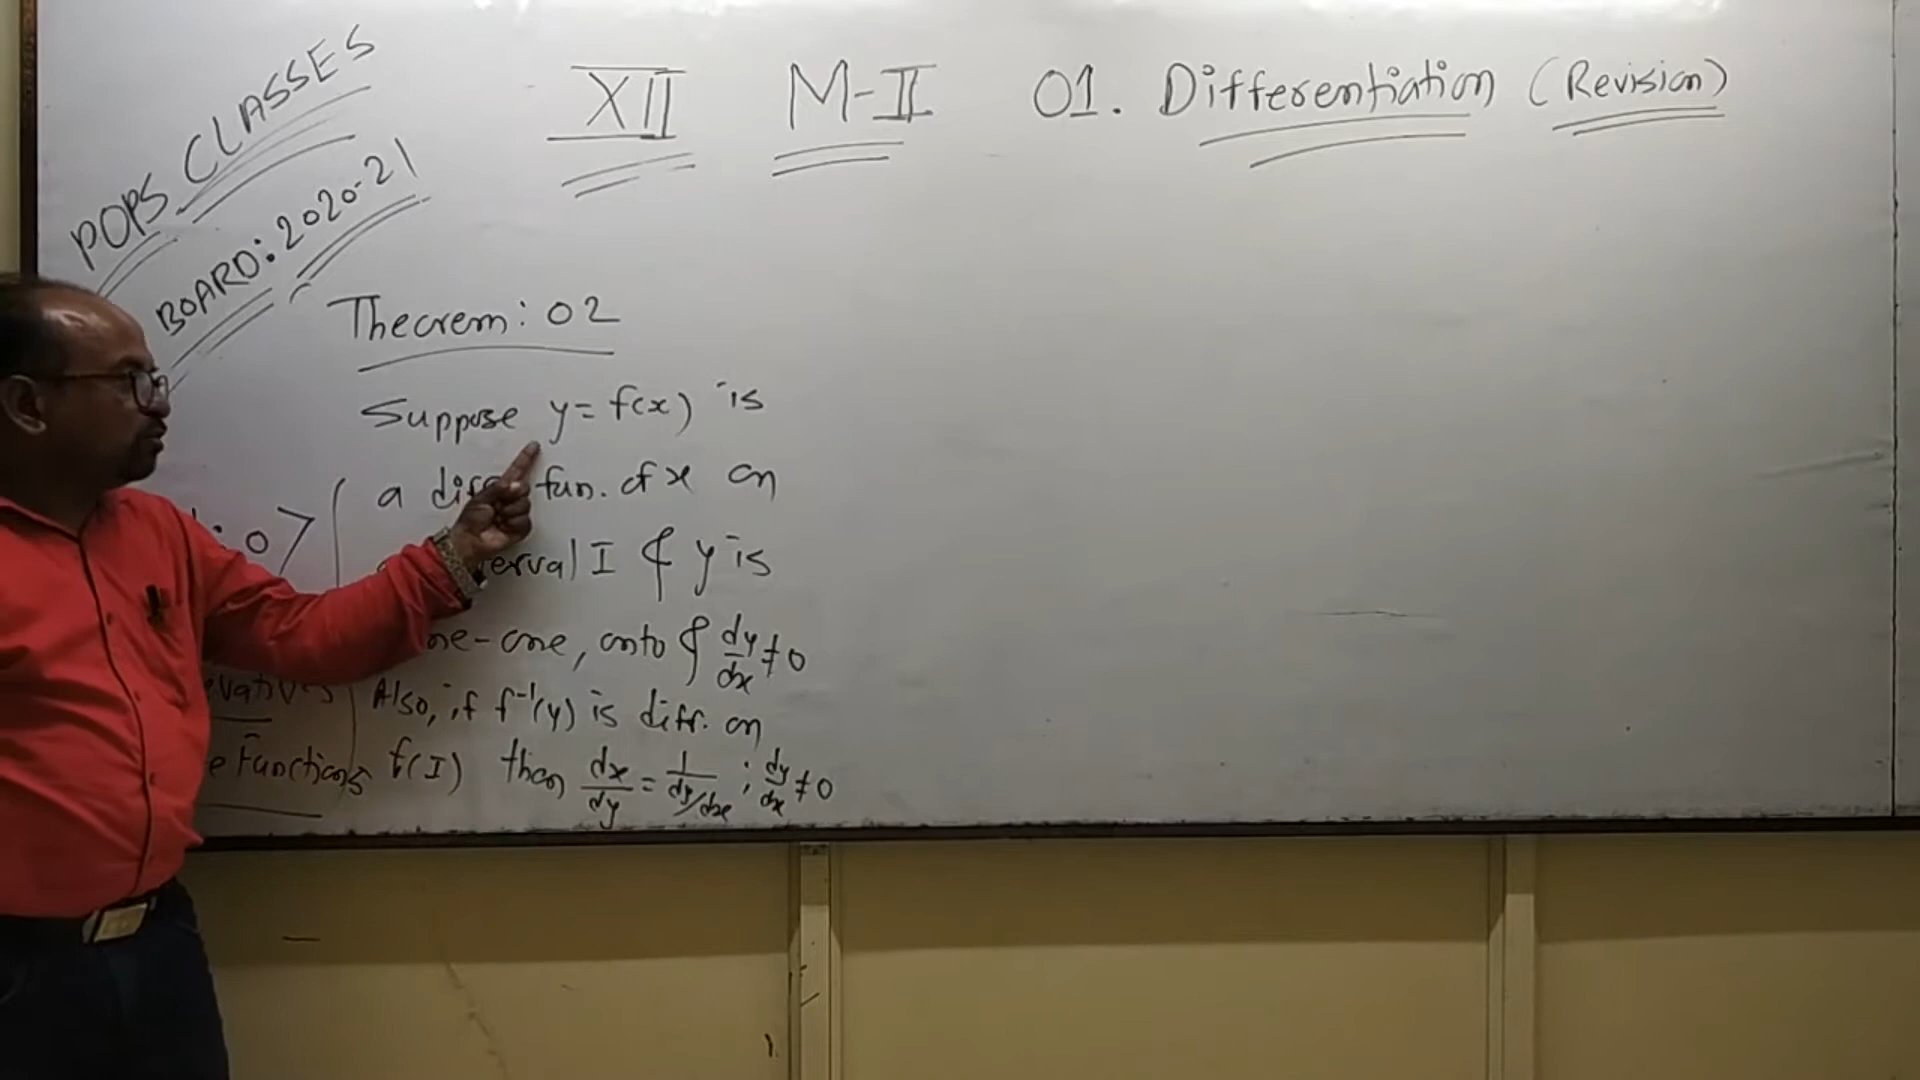 POPS CLASSES
BOARD: 2020-21
XII M-II 01. Differentiation (Revision)
Theorem: 02
Suppose y = f(x) is
a fun. of x on
I & y is
one-one, onto & dy/dx ≠ 0
Also, if f⁻¹(y) is diff. on
f(I) then dx/dy = 1/(dy/dx) ; dy/dx ≠ 0
Functions